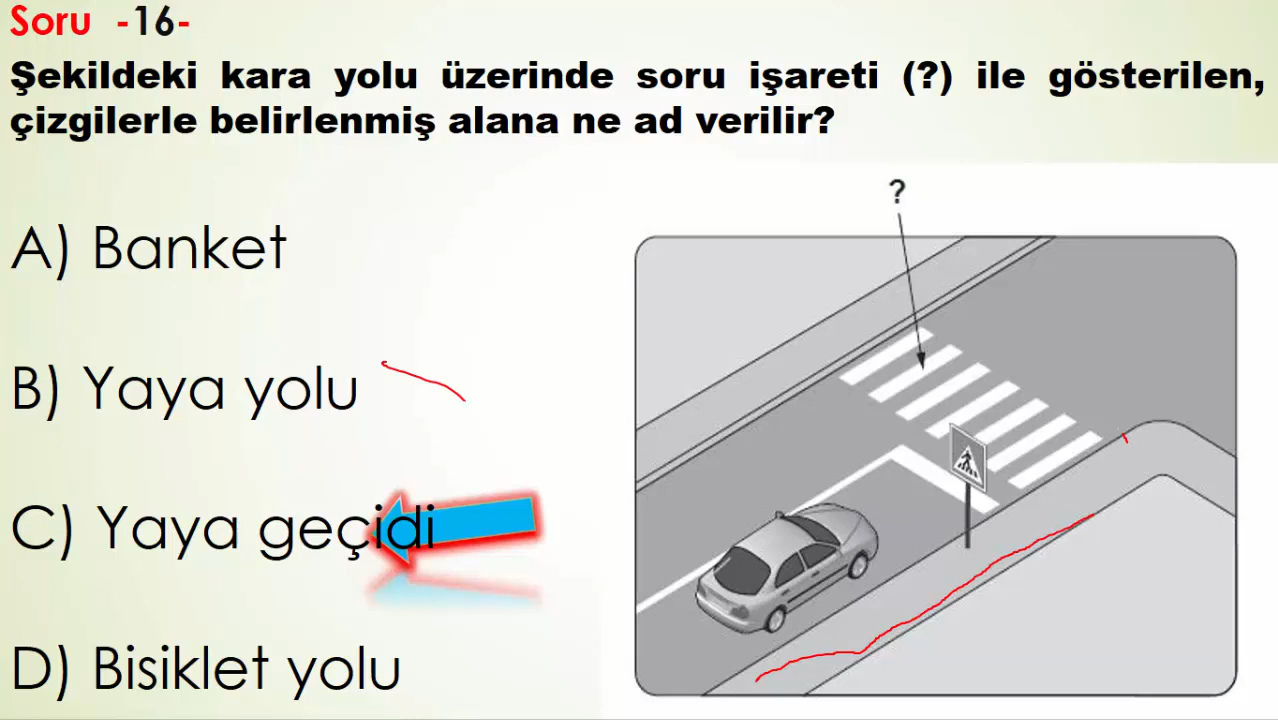 Soru -16-
Şekildeki kara yolu üzerinde soru işareti (?) ile gösterilen,
çizgilerle belirlenmiş alana ne ad verilir?
?
A) Banket
B) Yaya yolu
C) Yaya geçidi
D) Bisiklet yolu